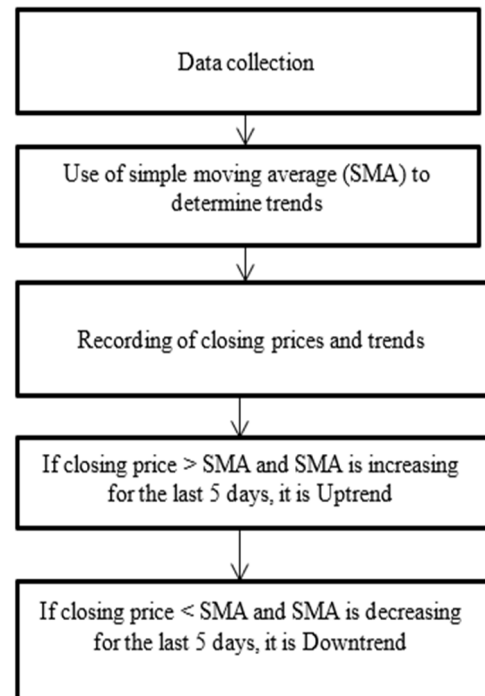 Data collection
Use of simple moving average (SMA) to
determine trends
Recording of closing prices and trends
If closing price > SMA and SMA is increasing
for the last 5 days, it is Uptrend
If closing price < SMA and SMA is decreasing
for the last 5 days, it is Downtrend